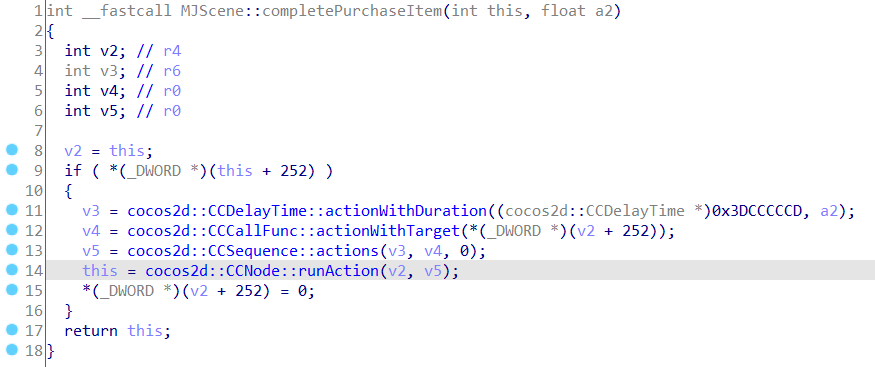 1 int __fastcall MJScene::completePurchaseItem(int this, float a2)
2 {
3 int v2; // r4
4 int v3; // r6
5 int v4; // r0
6 int v5; // r0
7
8 v2 = this;
9 if ( *(_DWORD *)(this + 252) )
10 {
11 v3 = cocos2d::CCDelayTime::actionWithDuration((cocos2d::CCDelayTime *)0x3DCCCCCD, a2);
12 v4 = cocos2d::CCCallFunc::actionWithTarget(*(_DWORD *)(v2 + 252));
13 v5 = cocos2d::CCSequence::actions(v3, v4, 0);
14 this = cocos2d::CCNode::runAction(v2, v5);
15 *(_DWORD *)(v2 + 252) = 0;
16 }
17 return this;
18 }